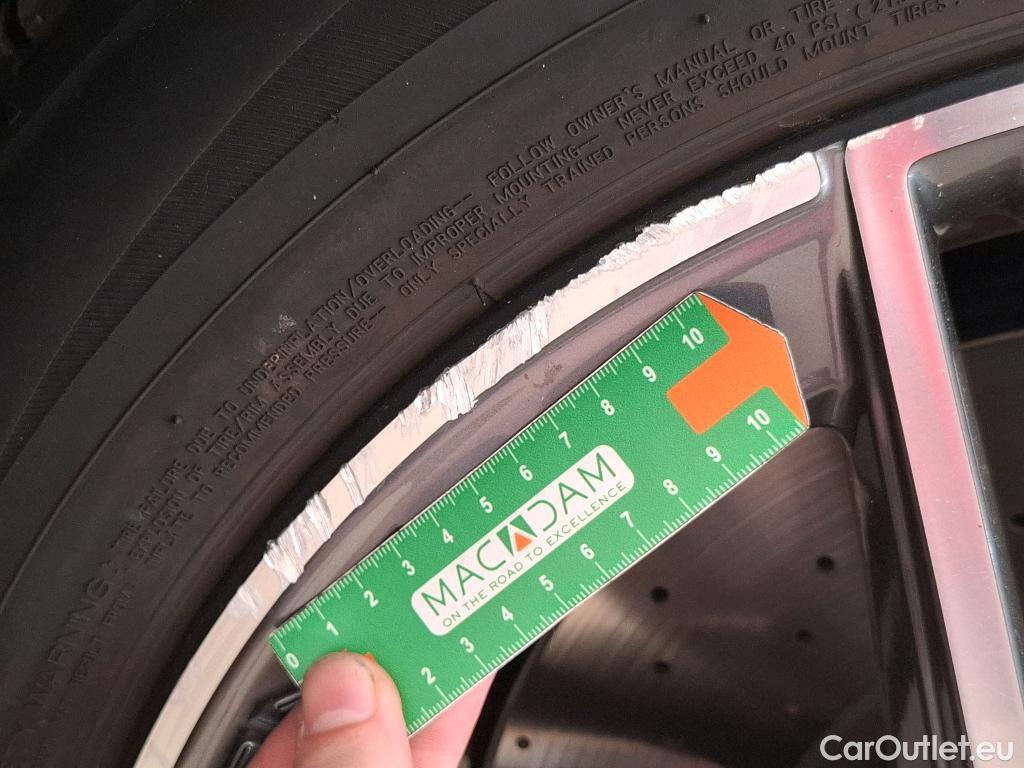 WARNING:
TIRE FAILURE DUE TO UNDERINFLATION/OVERLOADING— FOLLOW OWNER'S MANUAL OR TIRE
EXPLOSION OF TIRE/RIM ASSEMBLY DUE TO IMPROPER MOUNTING— NEVER EXCEED 40 PSI
RECOMMENDED PRESSURE— ONLY SPECIALLY TRAINED PERSONS SHOULD MOUNT TIRES.
0 1 2 3 4 5 6 7 8 9 10
MACADAM
ON THE ROAD TO EXCELLENCE
2 3 4 5 6 7 8 9 10
CarOutlet.eu